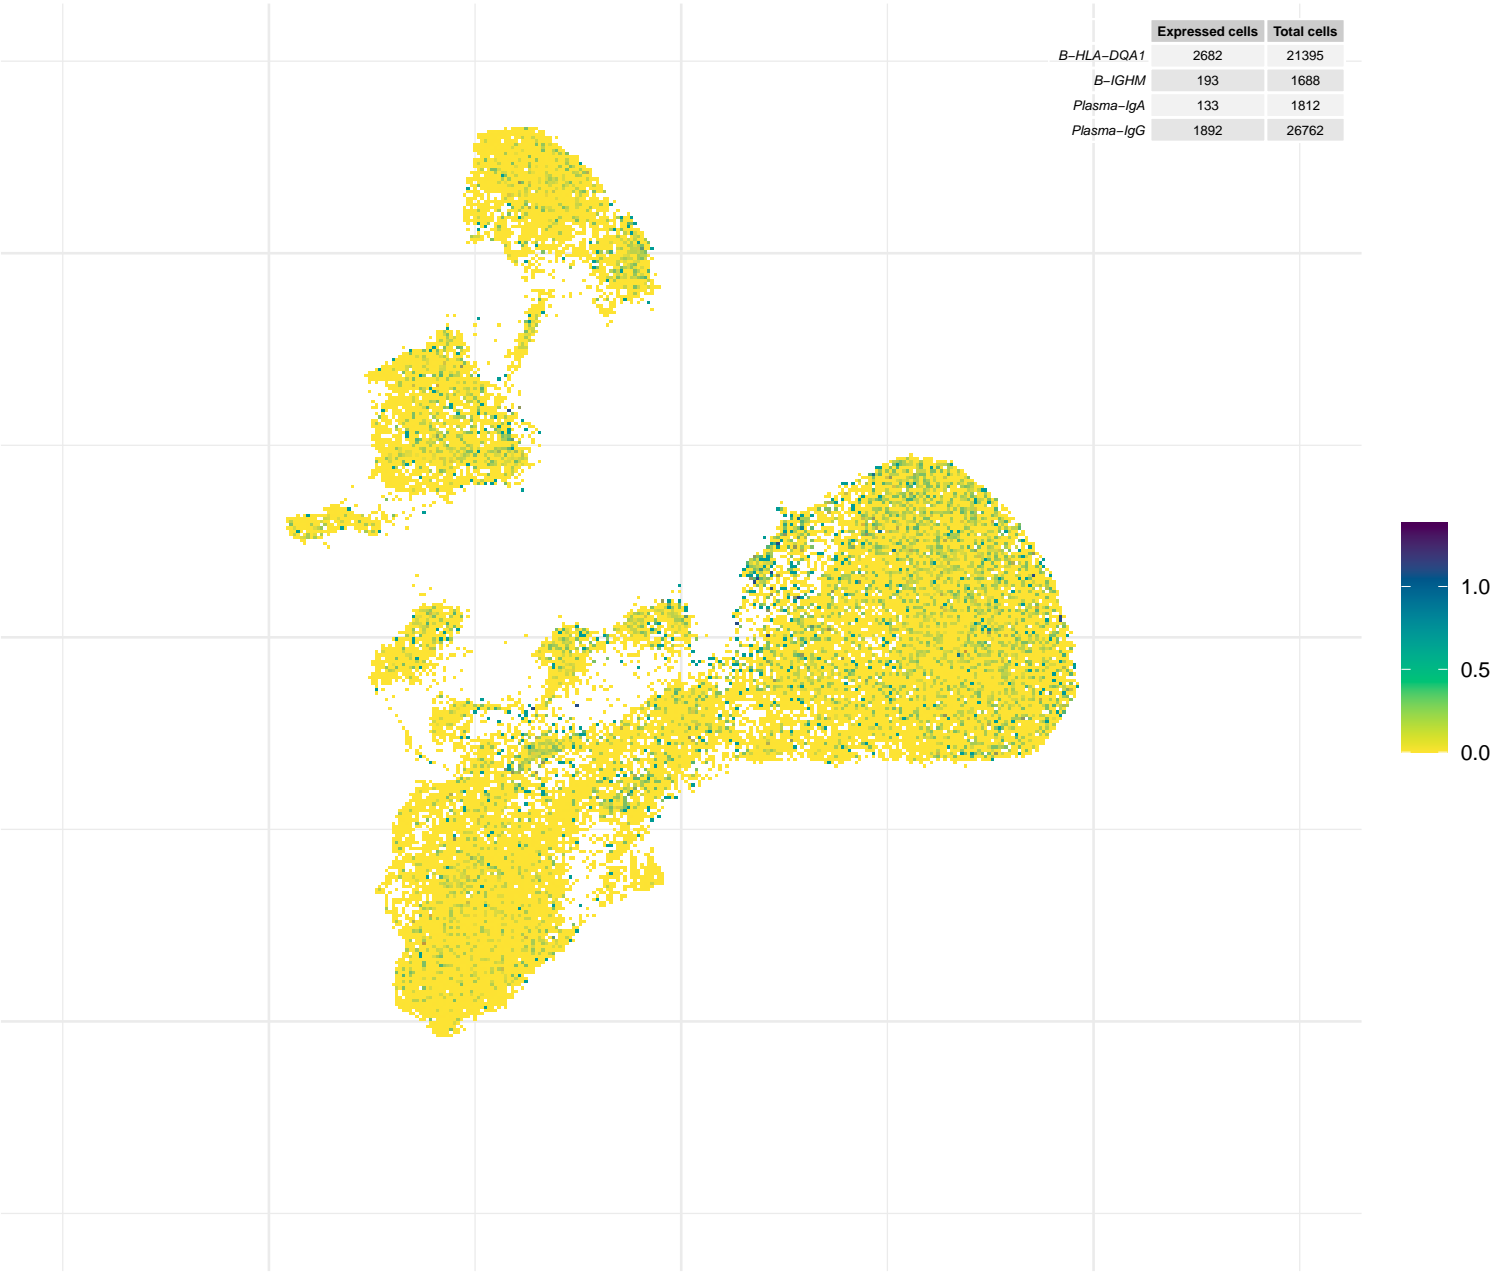 Expressed cells Total cells
B−HLA−DQA1 2682 21395
B−IGHM 193 1688
Plasma−IgA 133 1812
Plasma−IgG 1892 26762
1.0
0.5
0.0